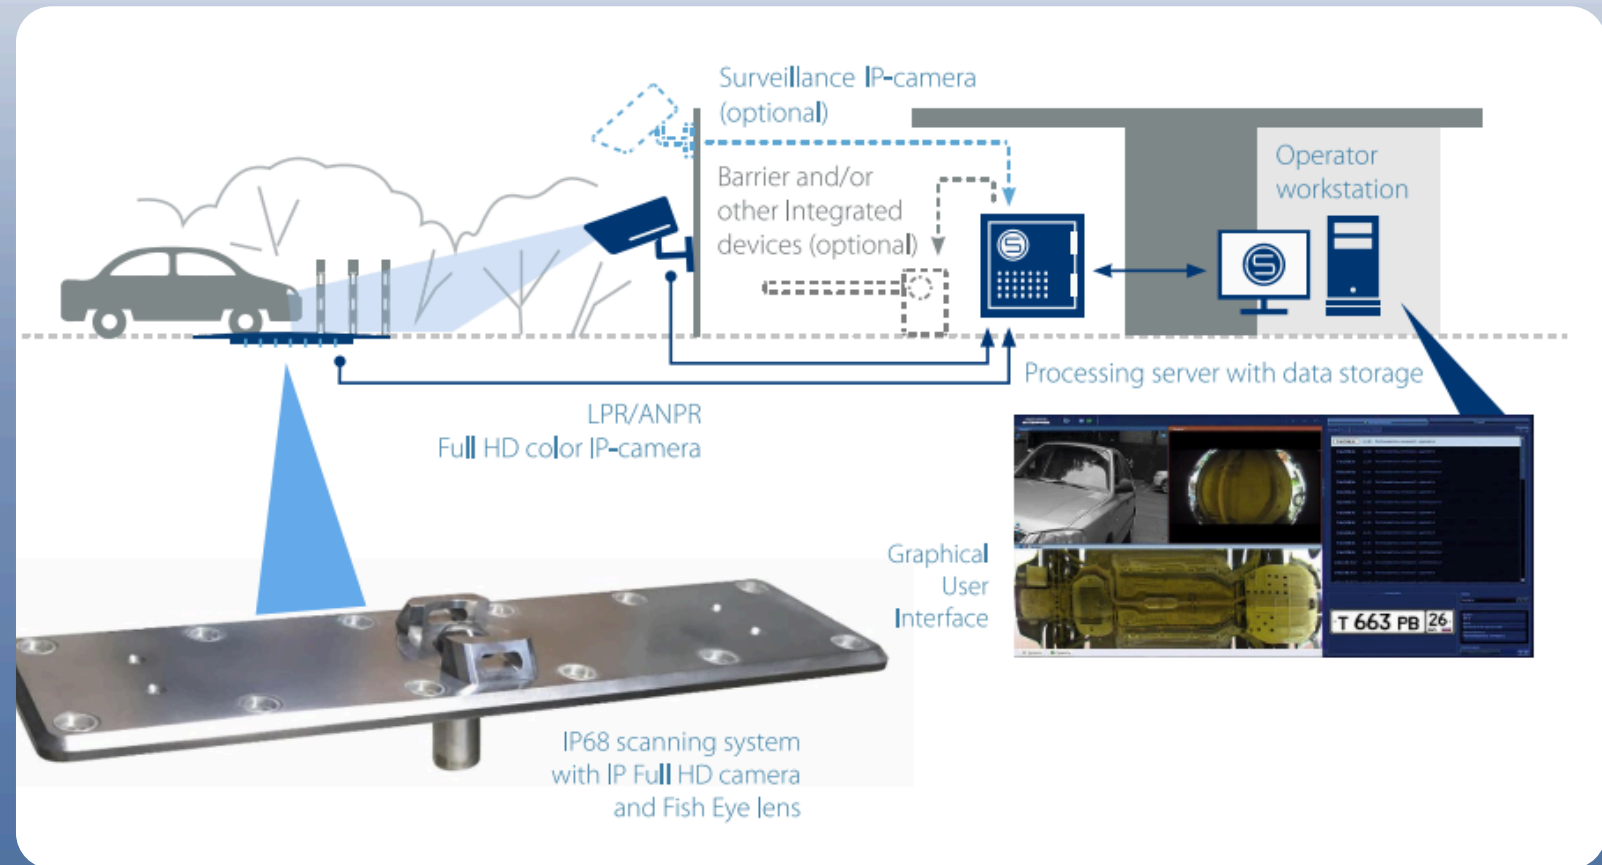 Surveillance IP-camera
(optional)
Barrier and/or
other Integrated
devices (optional)
Operator
workstation
Processing server with data storage
LPR/ANPR
Full HD color IP-camera
Graphical
User
Interface
T 663 PB 26
IP68 scanning system
with IP Full HD camera
and Fish Eye lens